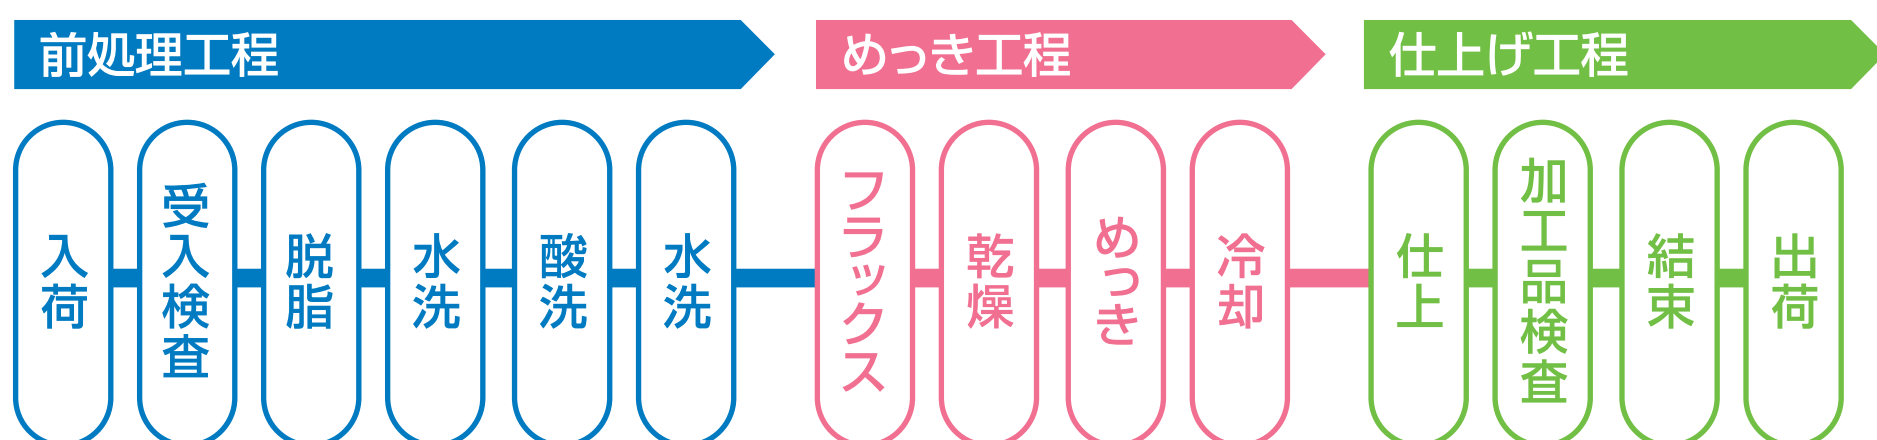 前処理工程
めっき工程
仕上げ工程
入荷
受入検査
脱脂
水洗
酸洗
水洗
フラックス
乾燥
めっき
冷却
仕上
加工品検査
結束
出荷